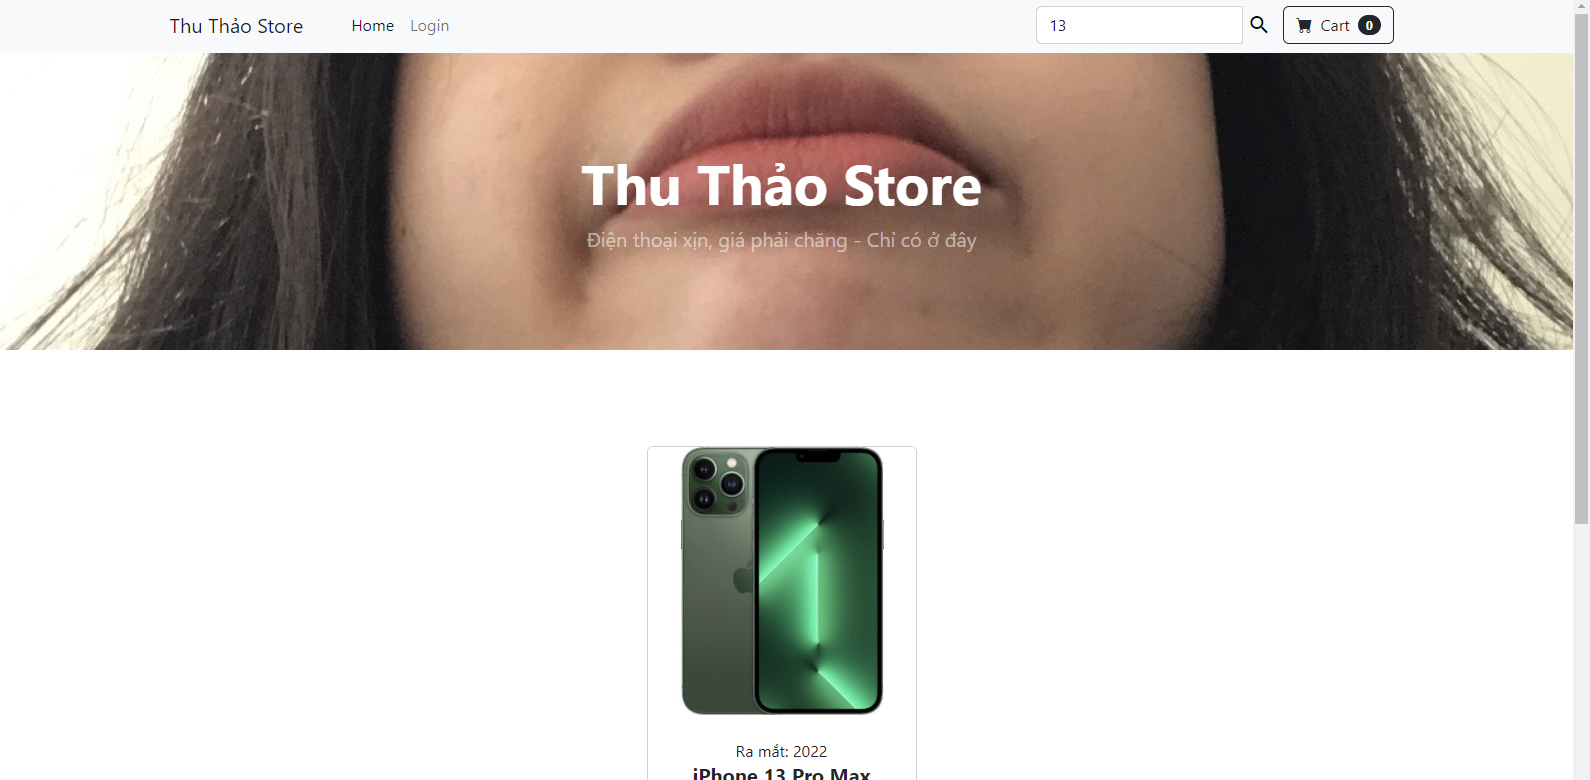 Thu Thảo Store Home Login 13 Cart 0
Thu Thảo Store
Điện thoại xịn, giá phải chăng - Chỉ có ở đây
Ra mắt: 2022
iPhone 13 Pro Max